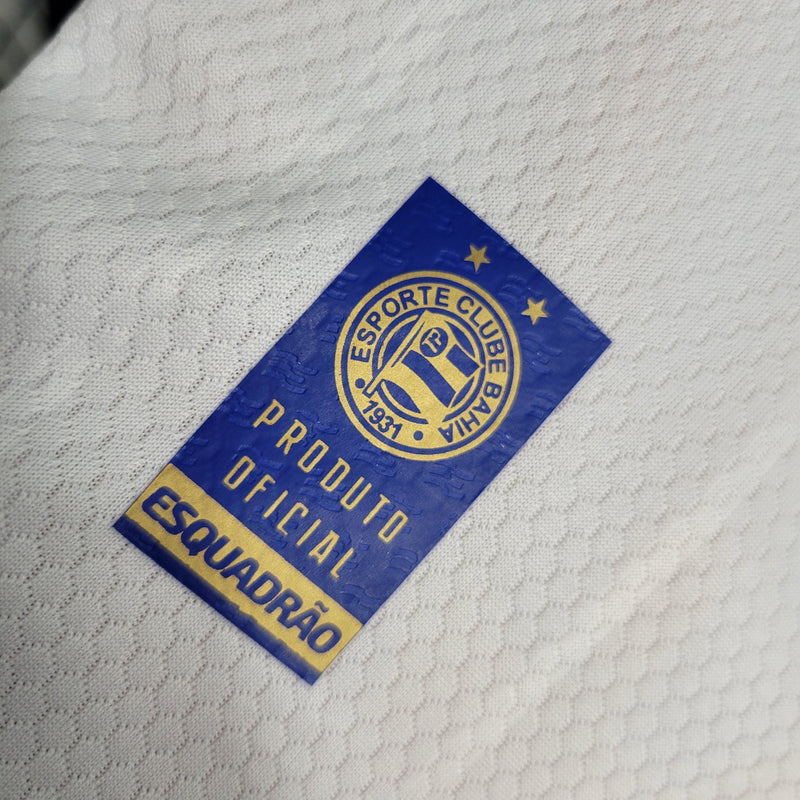 ESPORTE CLUBE BAHIA
1931
PRODUTO
OFICIAL
ESQUADRÃO